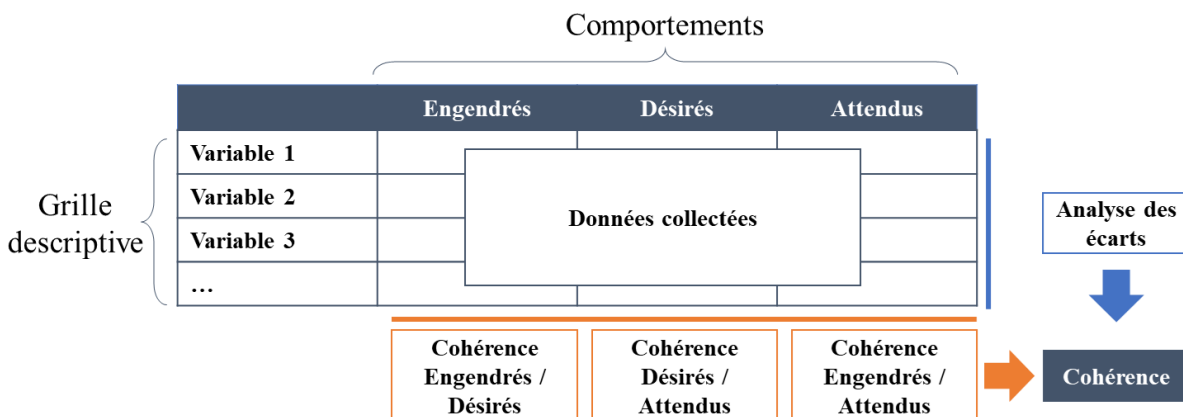 Comportements
Engendrés
Désirés
Attendus
Variable 1
Variable 2
Variable 3
…
Grille
descriptive
Données collectées
Analyse des
écarts
Cohérence
Engendrés /
Désirés
Cohérence
Désirés /
Attendus
Cohérence
Engendrés /
Attendus
Cohérence